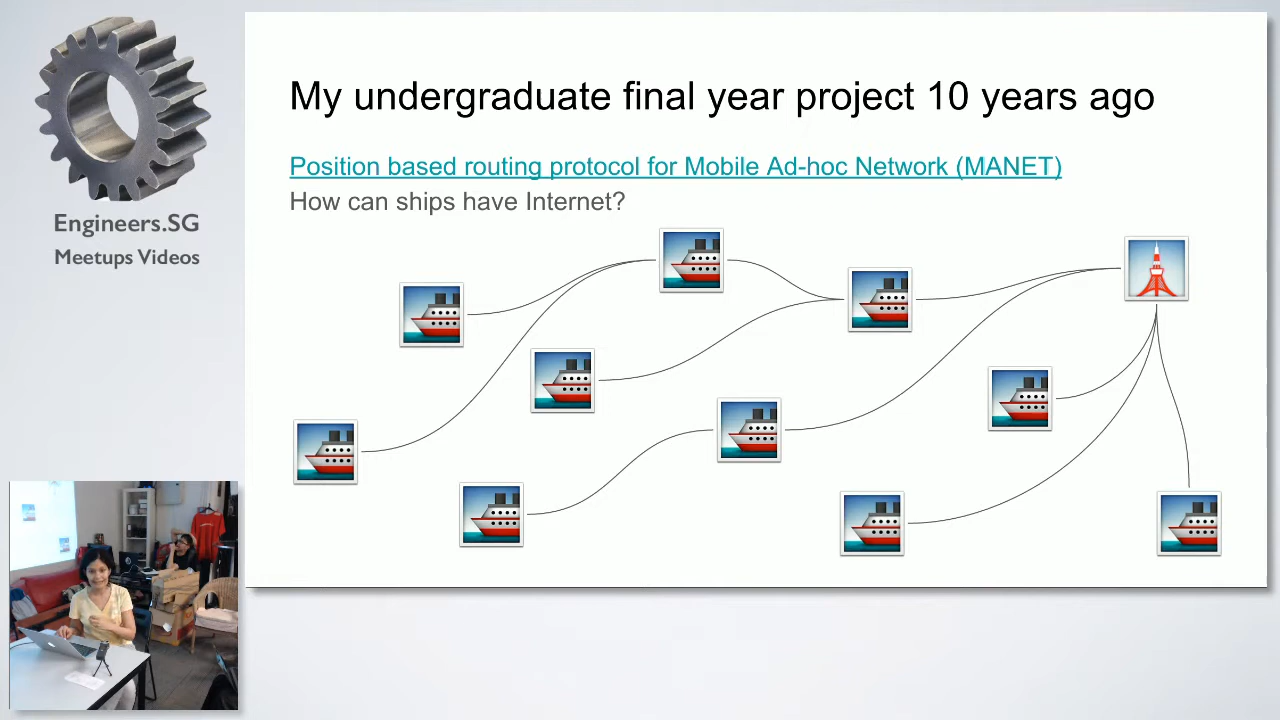 Engineers.SG
Meetups Videos
My undergraduate final year project 10 years ago
Position based routing protocol for Mobile Ad-hoc Network (MANET)
How can ships have Internet?